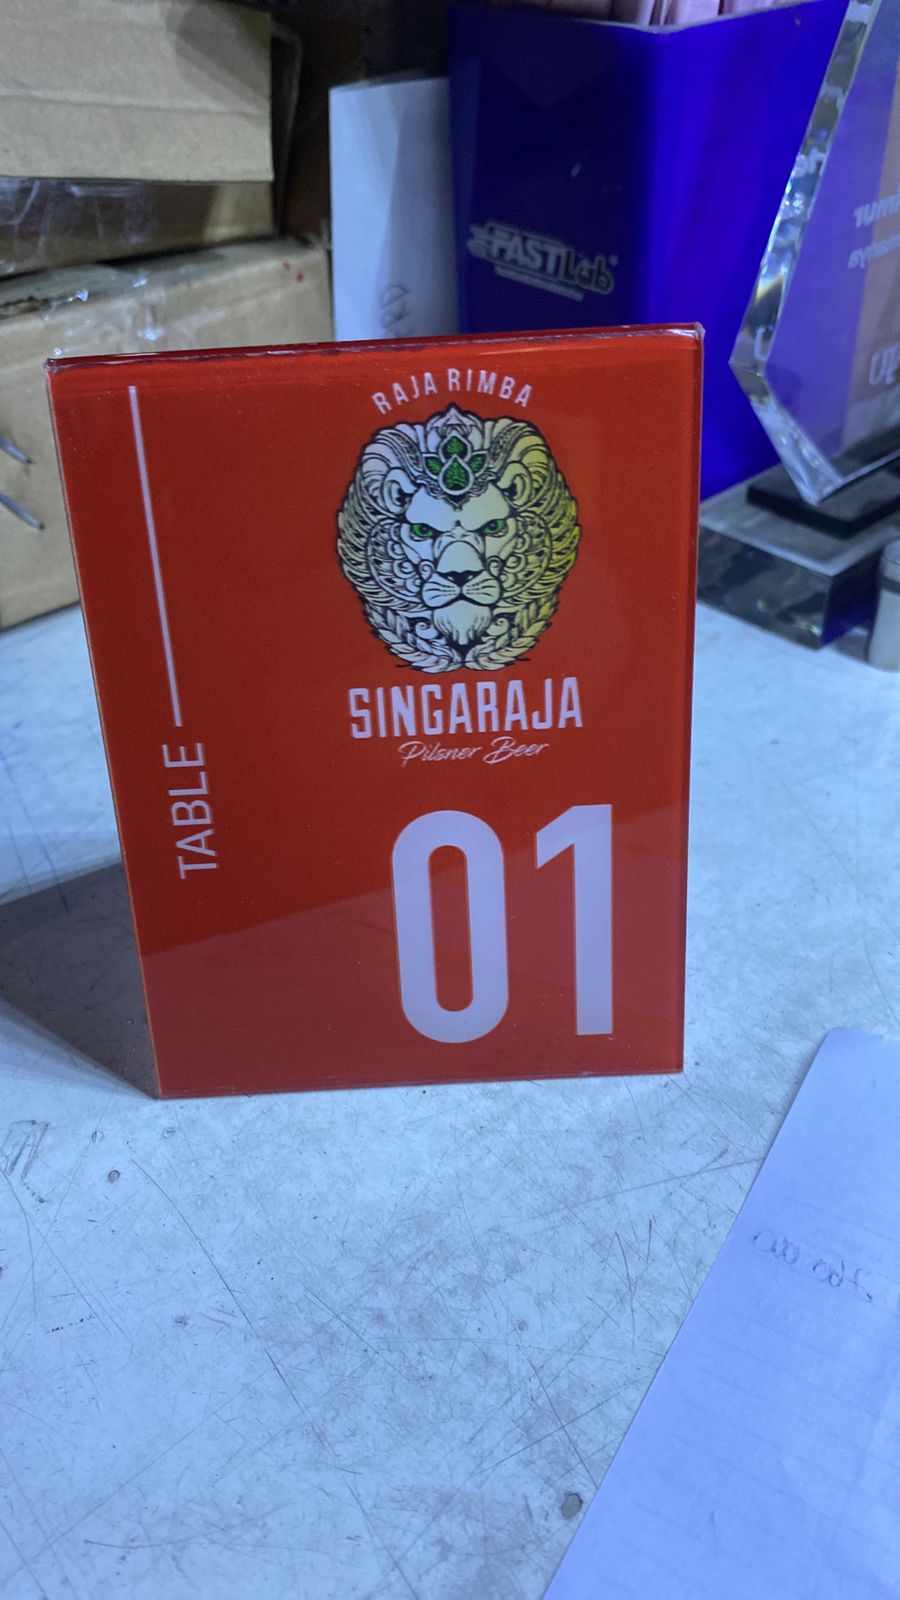 FASTLab
RAJA RIMBA
SINGARAJA
Pilsner Beer
TABLE
01